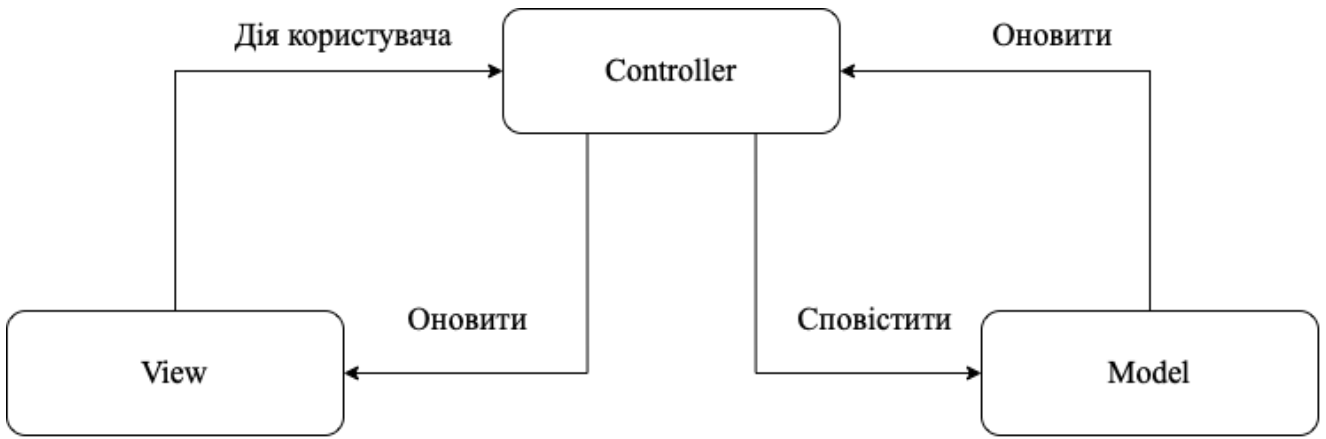 Дія користувача
Оновити
Controller
Оновити
Сповістити
View
Model